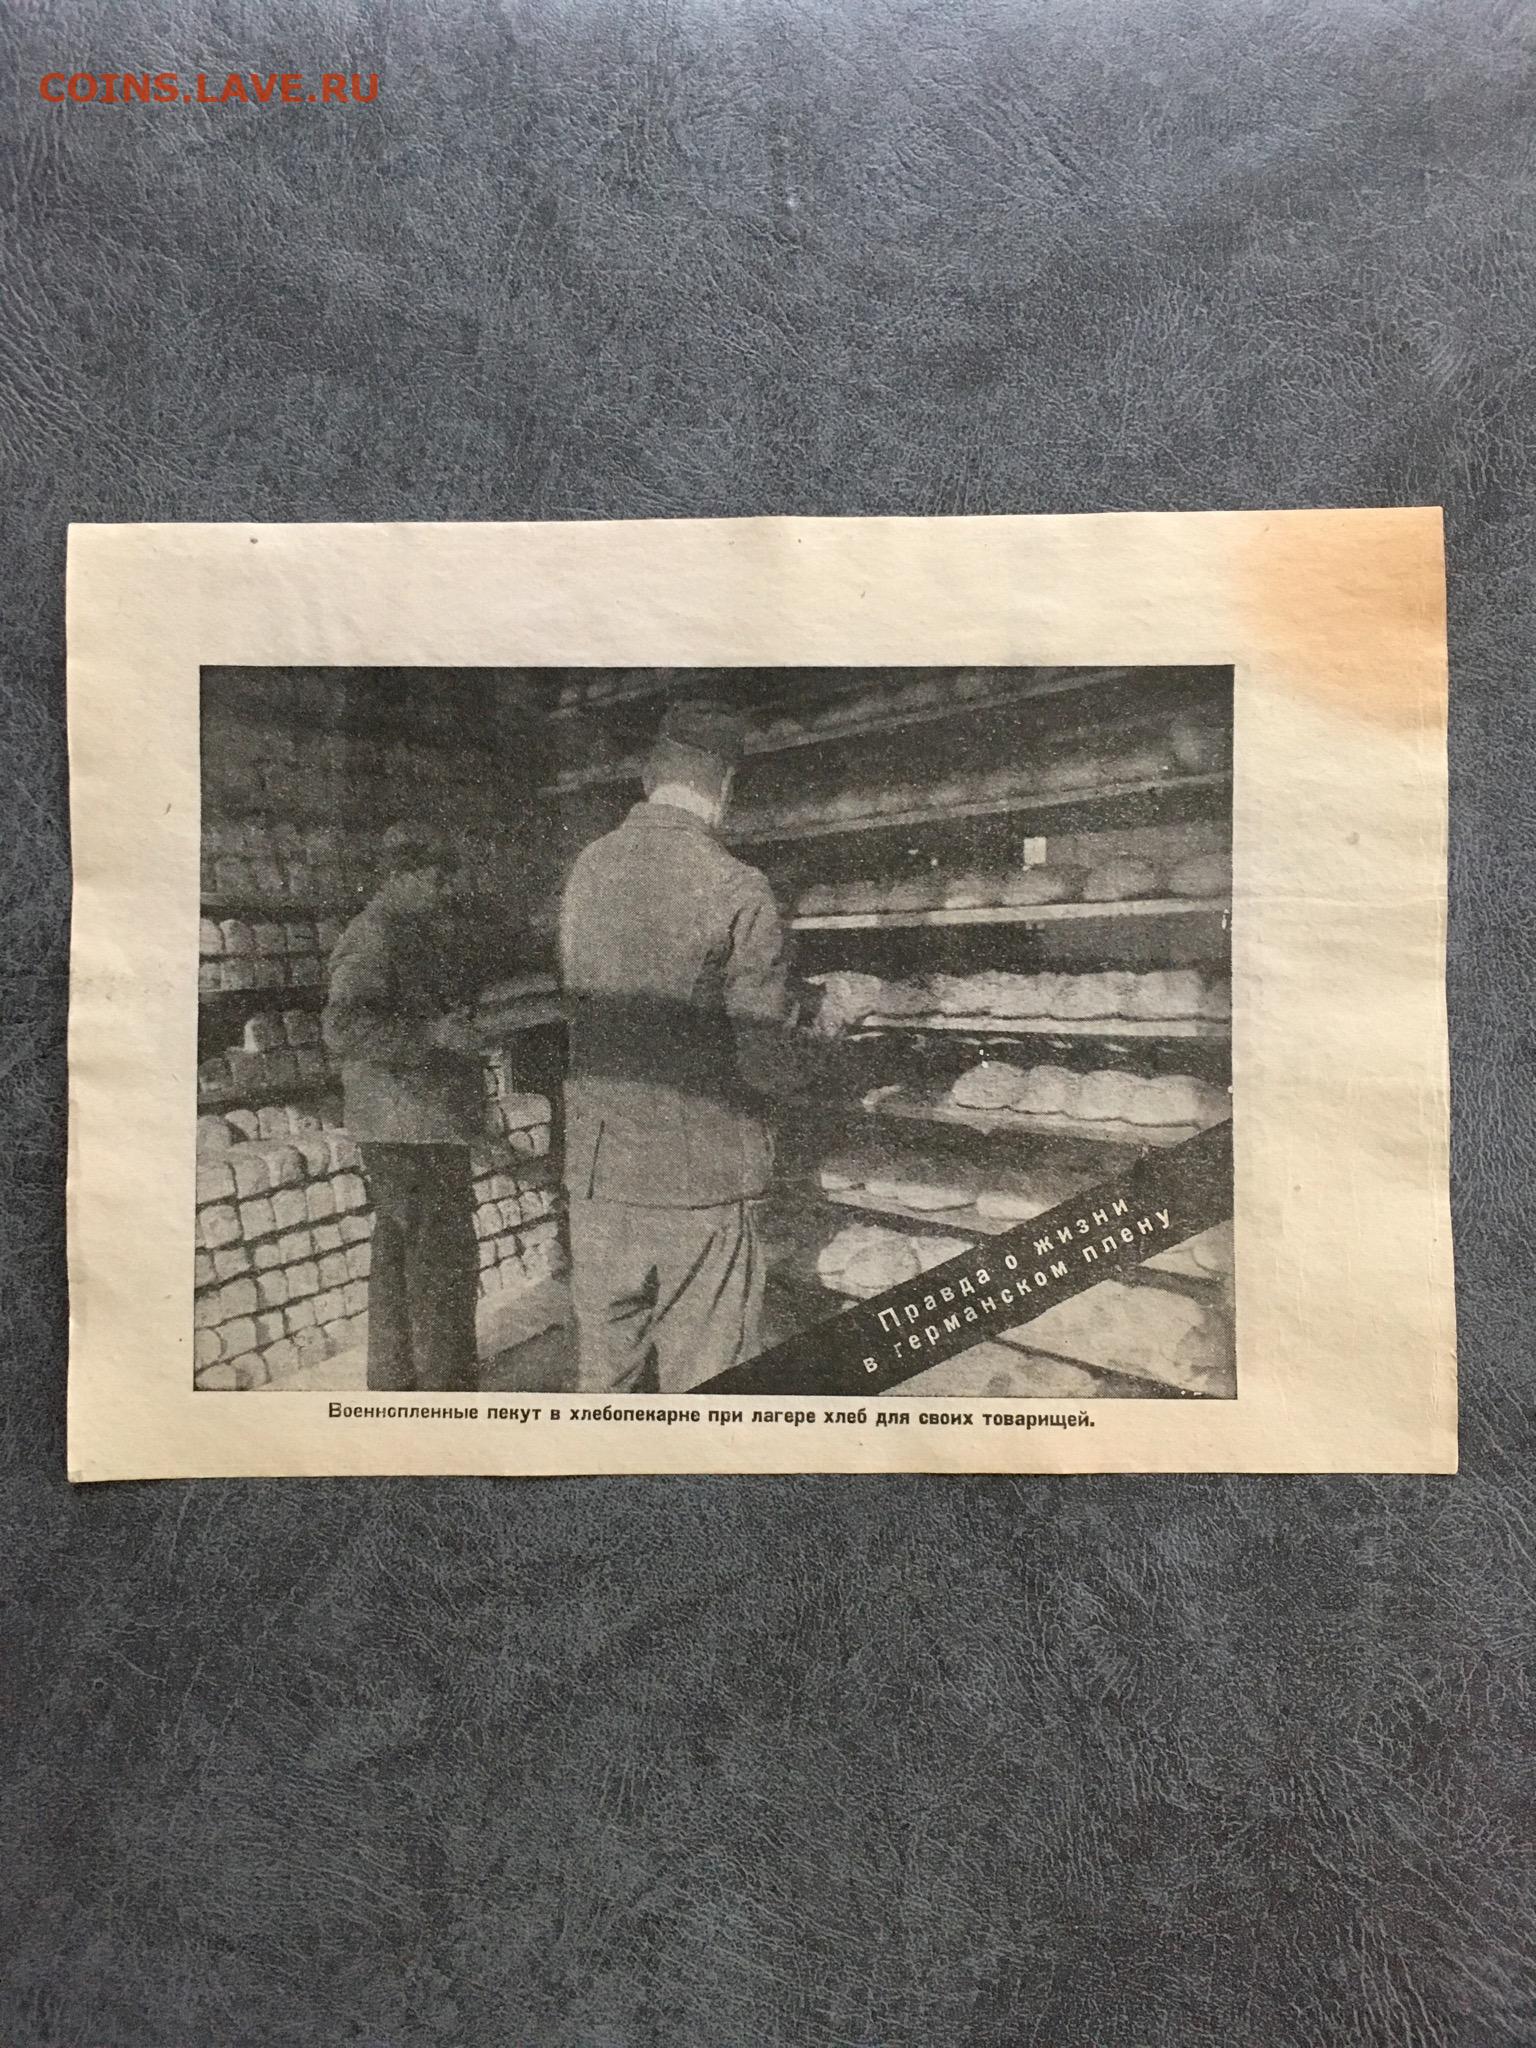 COINS.LAVE.RU
Правда о жизни
в германском плену
Военнопленные пекут в хлебопекарне при лагере хлеб для своих товарищей.